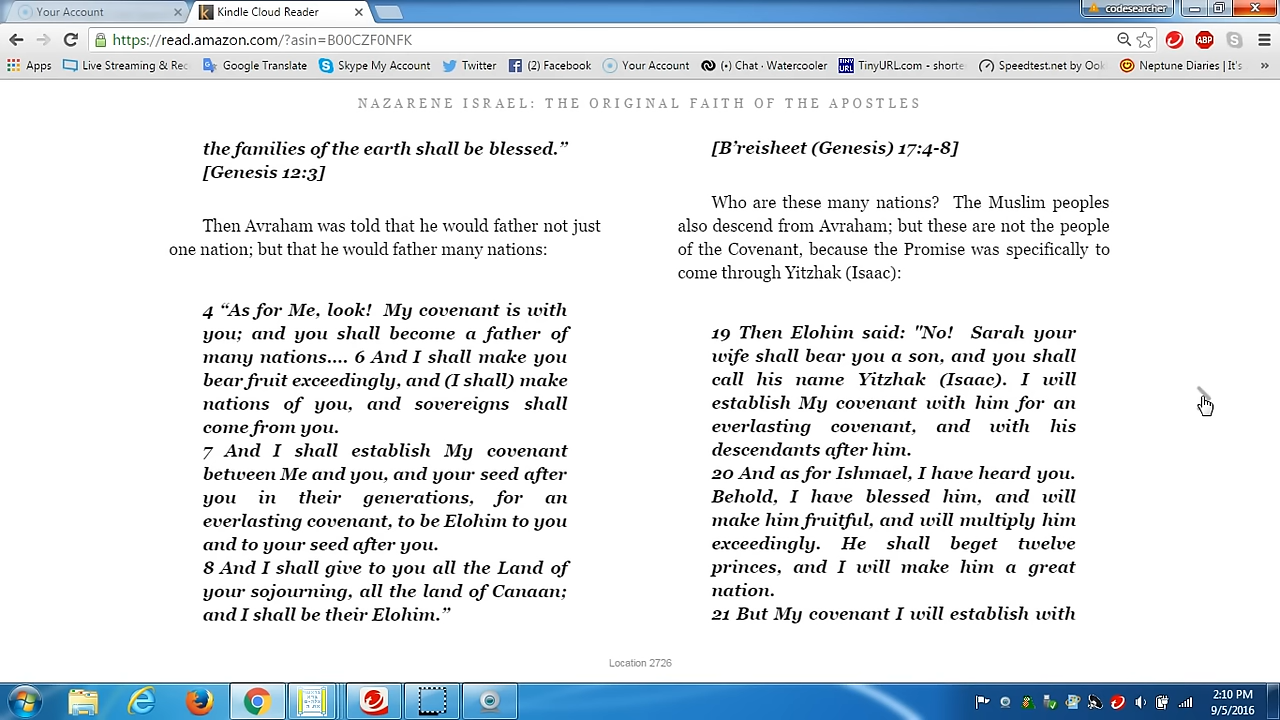 Your Account
Kindle Cloud Reader
codesearcher
https://read.amazon.com/?asin=B00CZF0NFK
ABP
Apps
Live Streaming & Rec
Google Translate
Skype My Account
Twitter
(2) Facebook
Your Account
(•) Chat · Watercooler
TINY URL
TinyURL.com - shorte
Speedtest.net by Ook
Neptune Diaries | It's
»
NAZARENE ISRAEL: THE ORIGINAL FAITH OF THE APOSTLES
the families of the earth shall be blessed.”
[Genesis 12:3]
Then Avraham was told that he would father not just
one nation; but that he would father many nations:
4 “As for Me, look!  My covenant is with
you; and you shall become a father of
many nations.... 6 And I shall make you
bear fruit exceedingly, and (I shall) make
nations of you, and sovereigns shall
come from you.
7 And I shall establish My covenant
between Me and you, and your seed after
you in their generations, for an
everlasting covenant, to be Elohim to you
and to your seed after you.
8 And I shall give to you all the Land of
your sojourning, all the land of Canaan;
and I shall be their Elohim.”
[B’reisheet (Genesis) 17:4-8]
Who are these many nations?  The Muslim peoples
also descend from Avraham; but these are not the people
of the Covenant, because the Promise was specifically to
come through Yitzhak (Isaac):
19 Then Elohim said: "No!  Sarah your
wife shall bear you a son, and you shall
call his name Yitzhak (Isaac). I will
establish My covenant with him for an
everlasting covenant, and with his
descendants after him.
20 And as for Ishmael, I have heard you.
Behold, I have blessed him, and will
make him fruitful, and will multiply him
exceedingly. He shall beget twelve
princes, and I will make him a great
nation.
21 But My covenant I will establish with
Location 2726
2:10 PM
9/5/2016